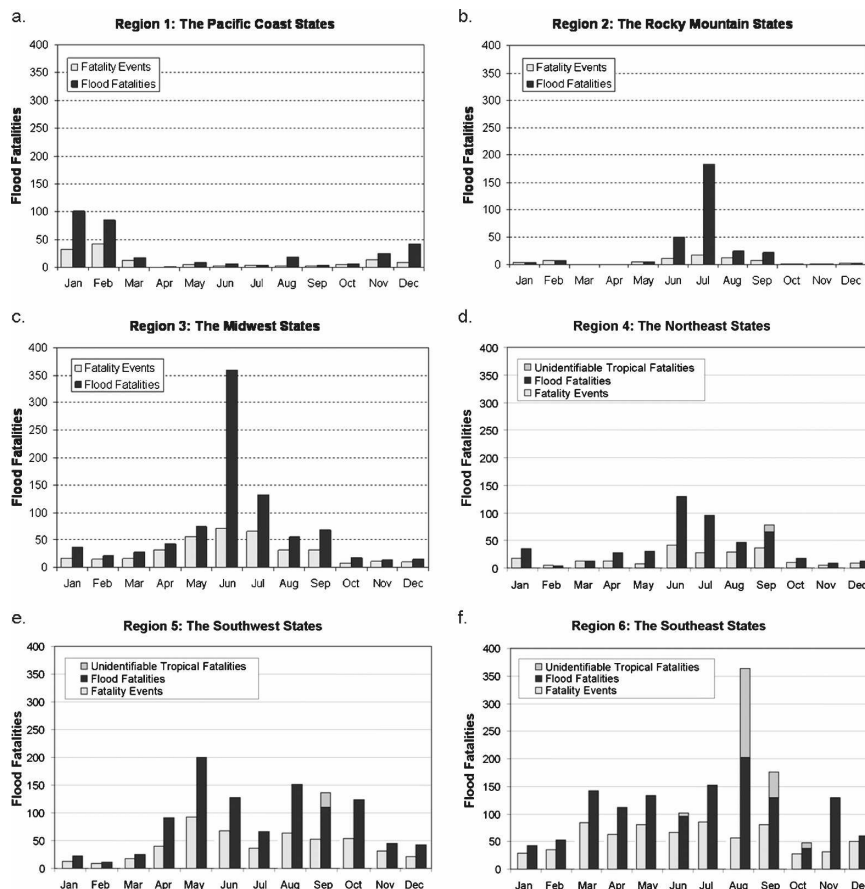 a.
Region 1: The Pacific Coast States
400
350
300
250
200
150
100
50
0
Flood Fatalities
Fatality Events
Flood Fatalities
Jan Feb Mar Apr May Jun Jul Aug Sep Oct Nov Dec
b.
Region 2: The Rocky Mountain States
400
350
300
250
200
150
100
50
0
Flood Fatalities
Fatality Events
Flood Fatalities
Jan Feb Mar Apr May Jun Jul Aug Sep Oct Nov Dec
c.
Region 3: The Midwest States
400
350
300
250
200
150
100
50
0
Flood Fatalities
Fatality Events
Flood Fatalities
Jan Feb Mar Apr May Jun Jul Aug Sep Oct Nov Dec
d.
Region 4: The Northeast States
400
350
300
250
200
150
100
50
0
Flood Fatalities
Unidentifiable Tropical Fatalities
Flood Fatalities
Fatality Events
Jan Feb Mar Apr May Jun Jul Aug Sep Oct Nov Dec
e.
Region 5: The Southwest States
400
350
300
250
200
150
100
50
0
Flood Fatalities
Unidentifiable Tropical Fatalities
Flood Fatalities
Fatality Events
Jan Feb Mar Apr May Jun Jul Aug Sep Oct Nov Dec
f.
Region 6: The Southeast States
400
350
300
250
200
150
100
50
0
Flood Fatalities
Unidentifiable Tropical Fatalities
Flood Fatalities
Fatality Events
Jan Feb Mar Apr May Jun Jul Aug Sep Oct Nov Dec